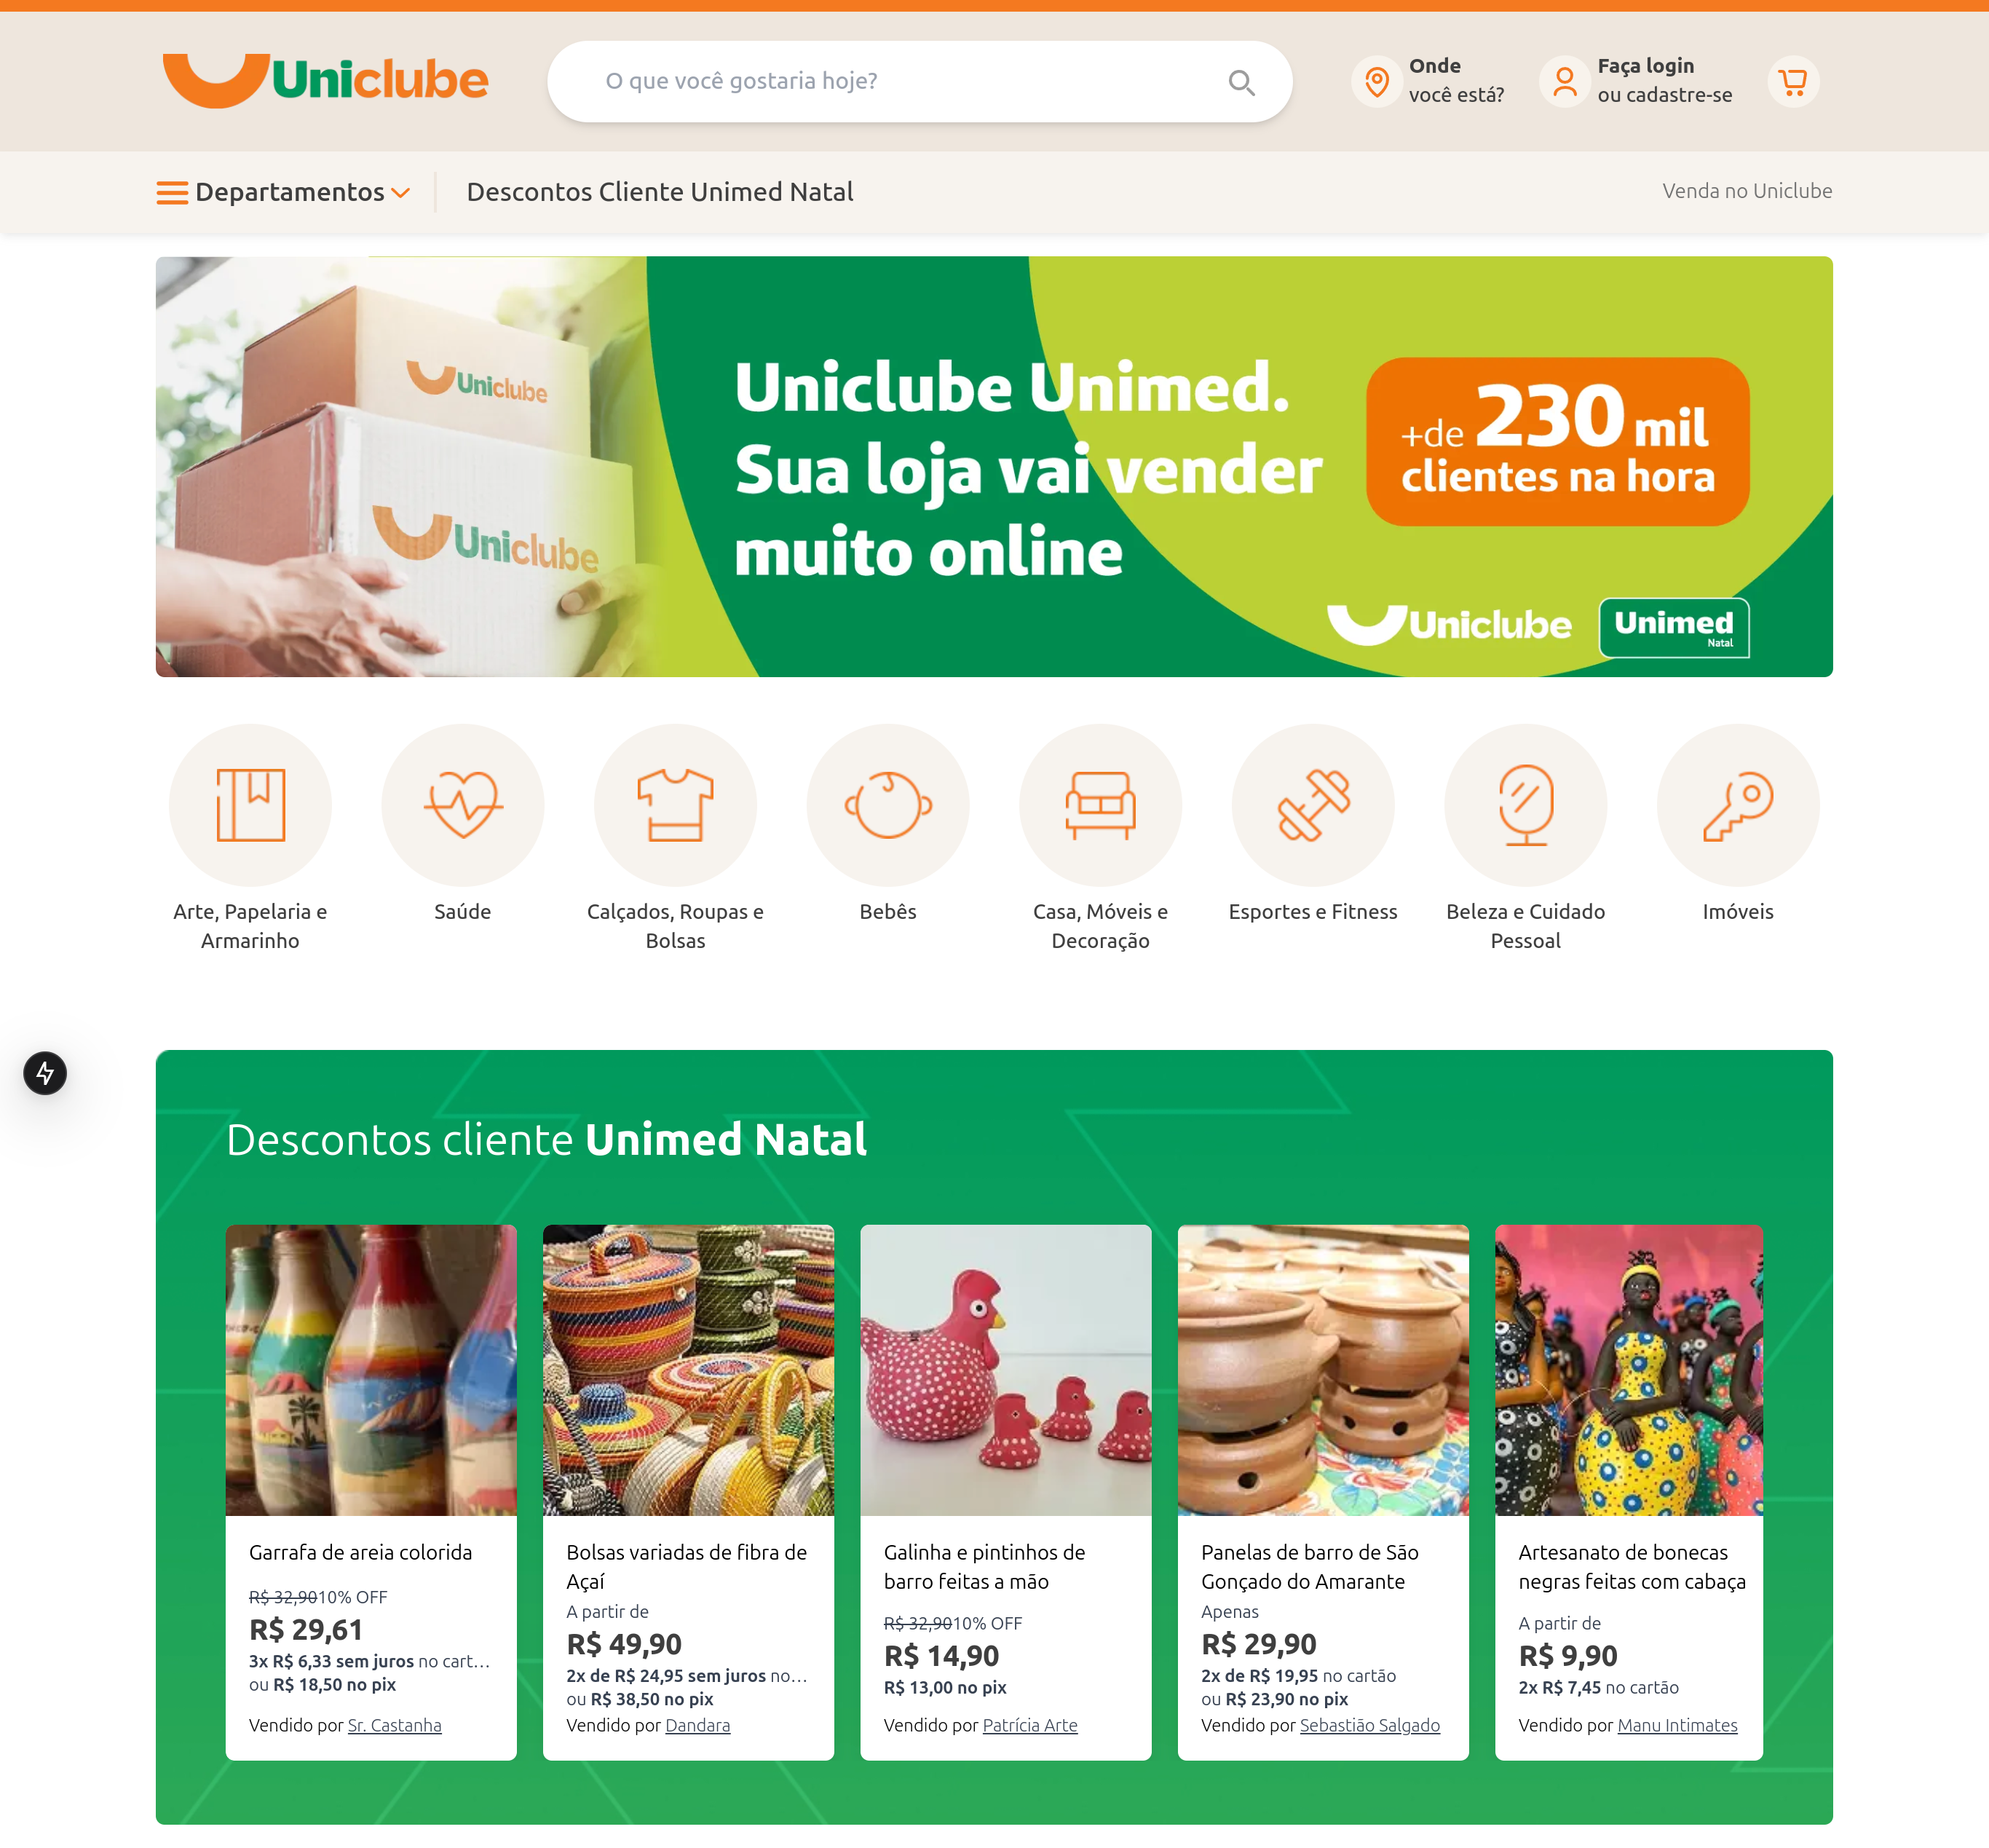 Uniclube
O que você gostaria hoje?
Onde
você está?
Faça login
ou cadastre-se
Departamentos
Descontos Cliente Unimed Natal
Venda no Uniclube
Uniclube
Uniclube
Uniclube Unimed.
Sua loja vai vender
muito online
+de 230 mil
clientes na hora
Uniclube
Unimed
Natal
Arte, Papelaria e
Armarinho
Saúde
Calçados, Roupas e
Bolsas
Bebês
Casa, Móveis e
Decoração
Esportes e Fitness
Beleza e Cuidado
Pessoal
Imóveis
Descontos cliente Unimed Natal
Garrafa de areia colorida
R$ 32,9010% OFF
R$ 29,61
3x R$ 6,33 sem juros no cart...
ou R$ 18,50 no pix
Vendido por Sr. Castanha
Bolsas variadas de fibra de
Açaí
A partir de
R$ 49,90
2x de R$ 24,95 sem juros no...
ou R$ 38,50 no pix
Vendido por Dandara
Galinha e pintinhos de
barro feitas a mão
R$ 32,9010% OFF
R$ 14,90
R$ 13,00 no pix
Vendido por Patrícia Arte
Panelas de barro de São
Gonçado do Amarante
Apenas
R$ 29,90
2x de R$ 19,95 no cartão
ou R$ 23,90 no pix
Vendido por Sebastião Salgado
Artesanato de bonecas
negras feitas com cabaça
A partir de
R$ 9,90
2x R$ 7,45 no cartão
Vendido por Manu Intimates